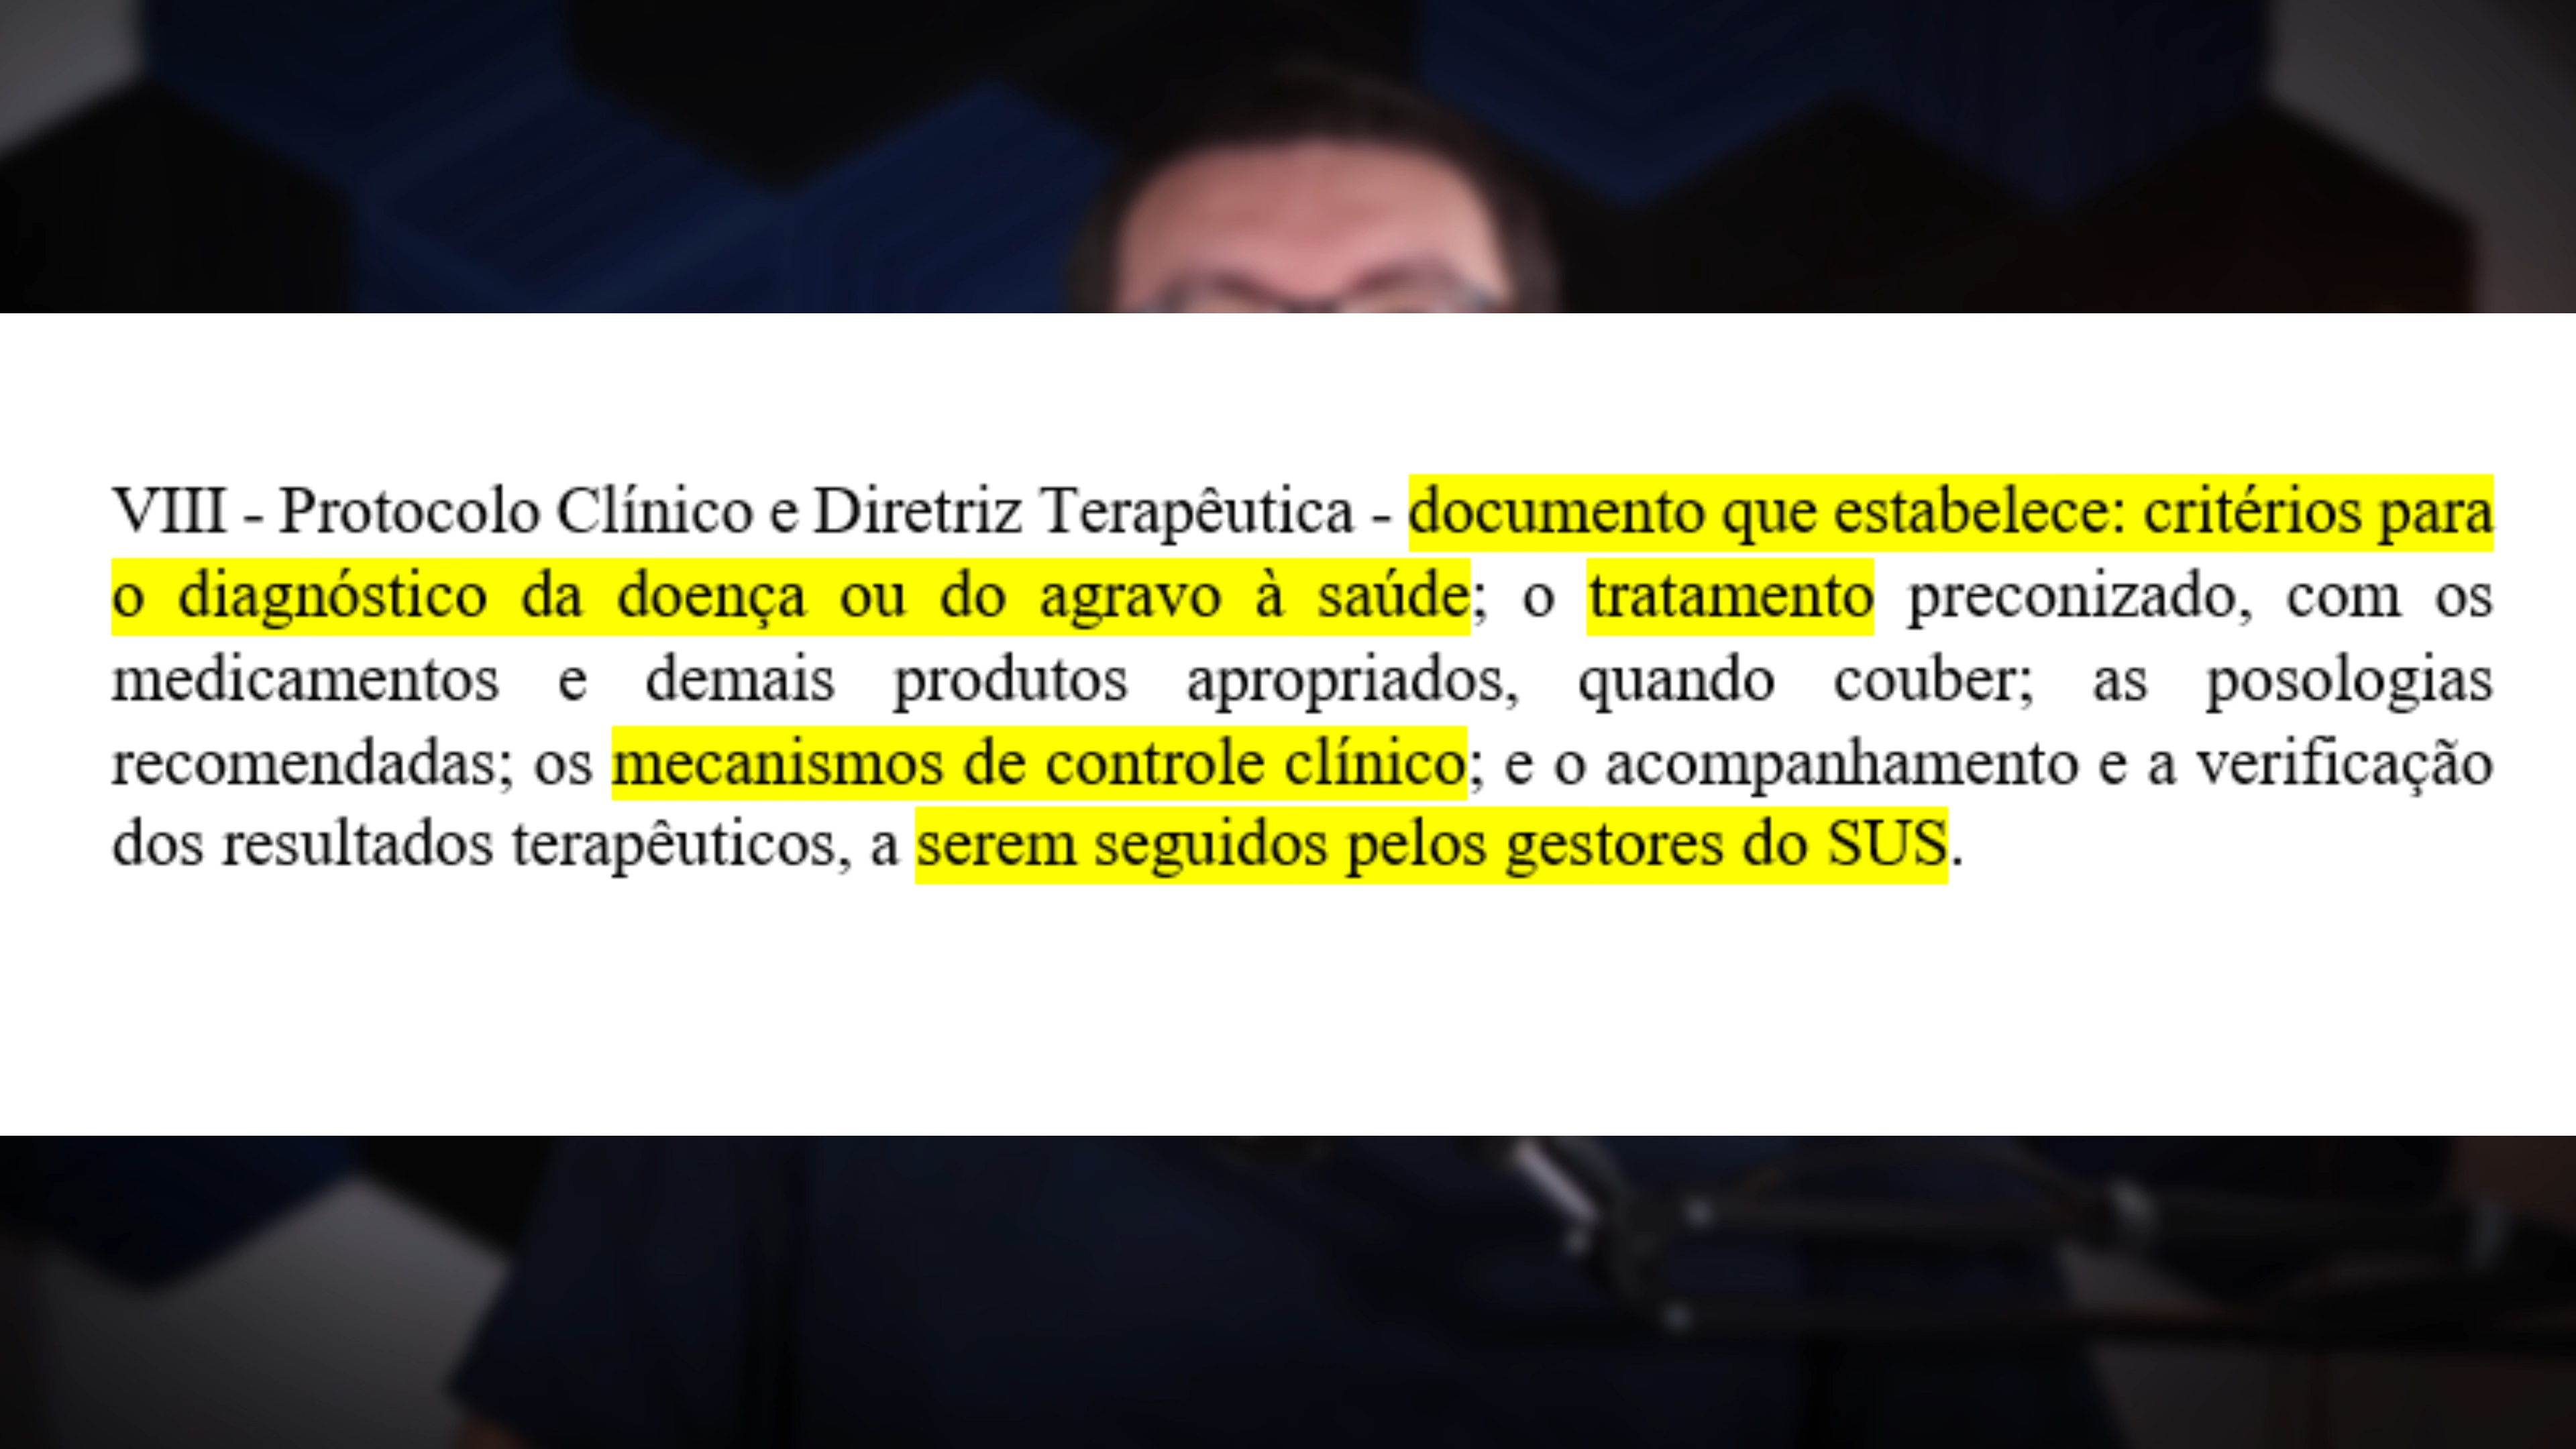 VIII - Protocolo Clínico e Diretriz Terapêutica - documento que estabelece: critérios para
o diagnóstico da doença ou do agravo à saúde; o tratamento preconizado, com os
medicamentos e demais produtos apropriados, quando couber; as posologias
recomendadas; os mecanismos de controle clínico; e o acompanhamento e a verificação
dos resultados terapêuticos, a serem seguidos pelos gestores do SUS.